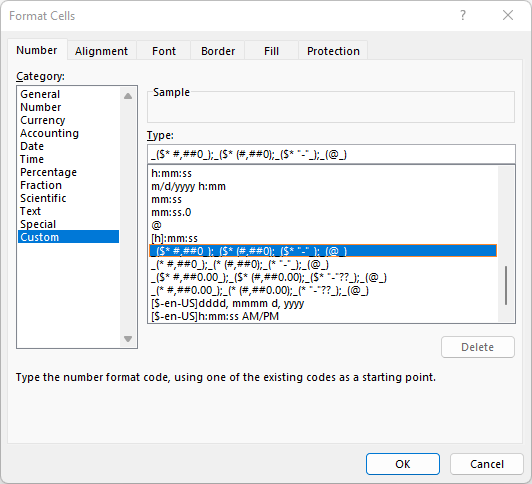 Format Cells
? ✕
Number Alignment Font Border Fill Protection
Category:
General
Number
Currency
Accounting
Date
Time
Percentage
Fraction
Scientific
Text
Special
Custom
Sample
Type:
_($* #,##0_);_($* (#,##0);_($* "-"_);_(@_)
h:mm:ss
m/d/yyyy h:mm
mm:ss
mm:ss.0
@
[h]:mm:ss
_($* #,##0_);_($* (#,##0);_($* "-"_);_(@_)
_(* #,##0_);_(* (#,##0);_(* "-"_);_(@_)
_($* #,##0.00_);_($* (#,##0.00);_($* "-"??_);_(@_)
_(* #,##0.00_);_(* (#,##0.00);_(* "-"??_);_(@_)
[$-en-US]dddd, mmmm d, yyyy
[$-en-US]h:mm:ss AM/PM
Delete
Type the number format code, using one of the existing codes as a starting point.
OK Cancel